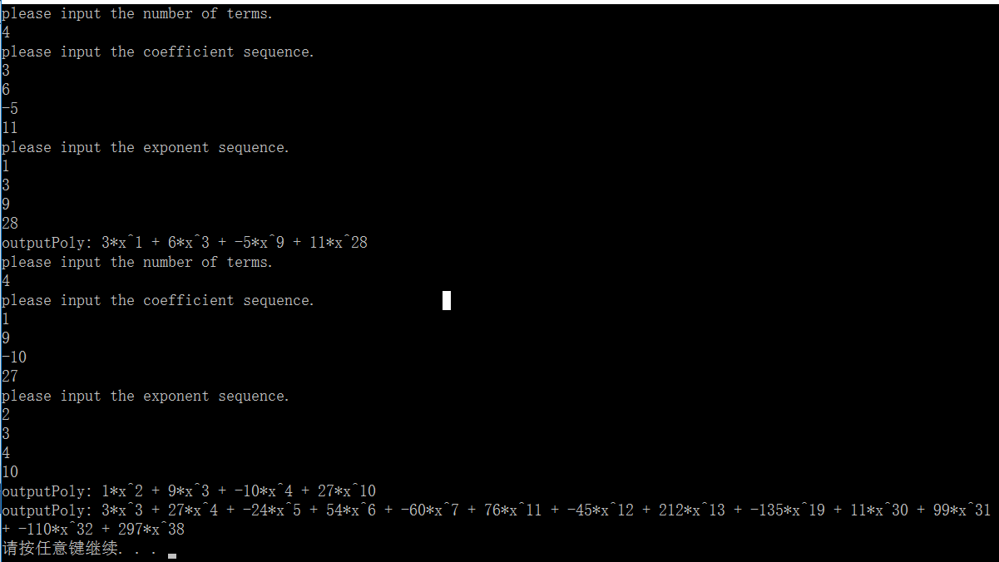 please input the number of terms.
4
please input the coefficient sequence.
3
6
-5
11
please input the exponent sequence.
1
3
9
28
outputPoly: 3*x^1 + 6*x^3 + -5*x^9 + 11*x^28
please input the number of terms.
4
please input the coefficient sequence.
1
9
-10
27
please input the exponent sequence.
2
3
4
10
outputPoly: 1*x^2 + 9*x^3 + -10*x^4 + 27*x^10
outputPoly: 3*x^3 + 27*x^4 + -24*x^5 + 54*x^6 + -60*x^7 + 76*x^11 + -45*x^12 + 212*x^13 + -135*x^19 + 11*x^30 + 99*x^31
+ -110*x^32 + 297*x^38
请按任意键继续. . .